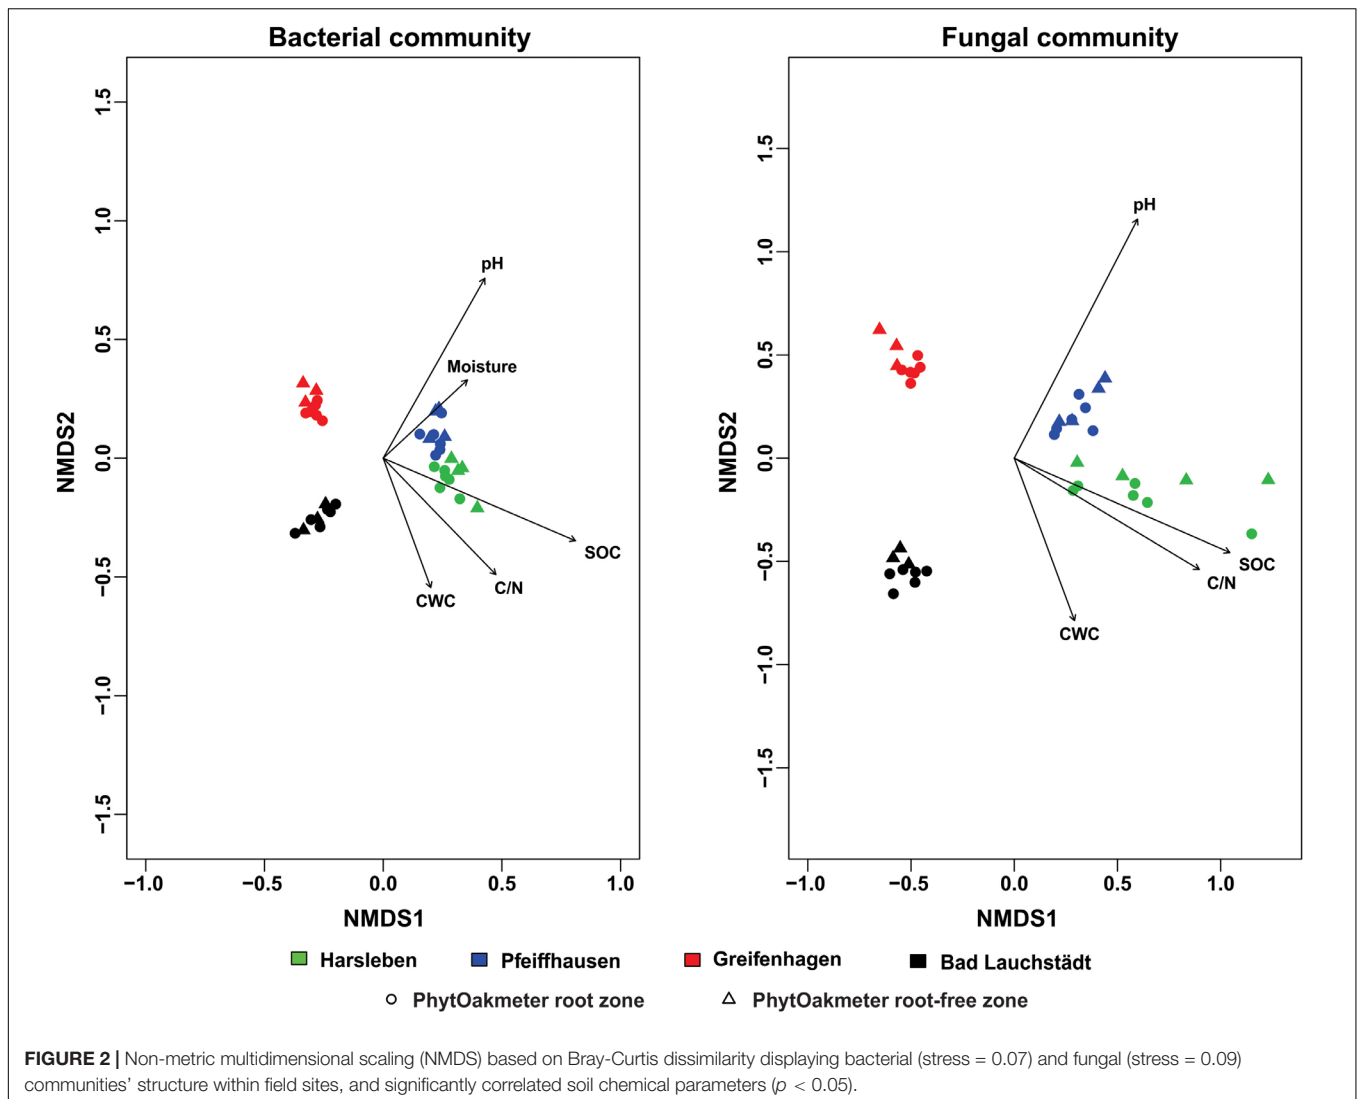 Bacterial community
NMDS2
1.5
1.0
0.5
0.0
−0.5
−1.0
−1.5
pH
Moisture
SOC
C/N
CWC
−1.0 −0.5 0.0 0.5 1.0
NMDS1
Fungal community
NMDS2
1.5
1.0
0.5
0.0
−0.5
−1.0
−1.5
pH
SOC
C/N
CWC
−1.0 −0.5 0.0 0.5 1.0
NMDS1
Harsleben Pfeiffhausen Greifenhagen Bad Lauchstädt
PhytOakmeter root zone PhytOakmeter root-free zone
FIGURE 2 | Non-metric multidimensional scaling (NMDS) based on Bray-Curtis dissimilarity displaying bacterial (stress = 0.07) and fungal (stress = 0.09)
communities’ structure within field sites, and significantly correlated soil chemical parameters (p < 0.05).